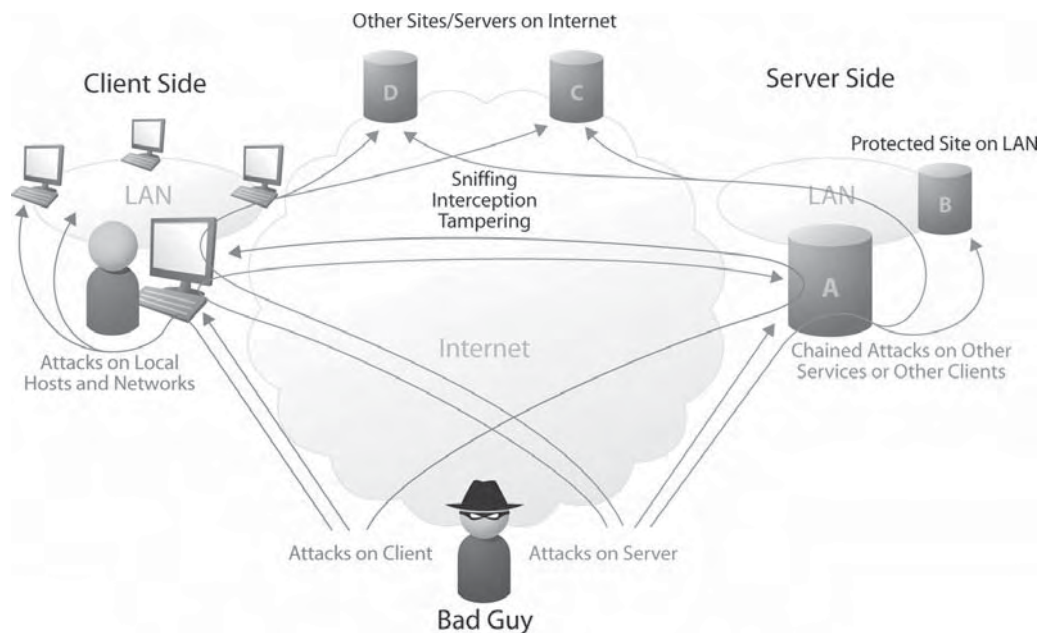 Other Sites/Servers on Internet
Client Side
D
C
Server Side
Protected Site on LAN
LAN
Sniffing
Interception
Tampering
LAN
B
A
Internet
Attacks on Local
Hosts and Networks
Chained Attacks on Other
Services or Other Clients
Attacks on Client
Attacks on Server
Bad Guy